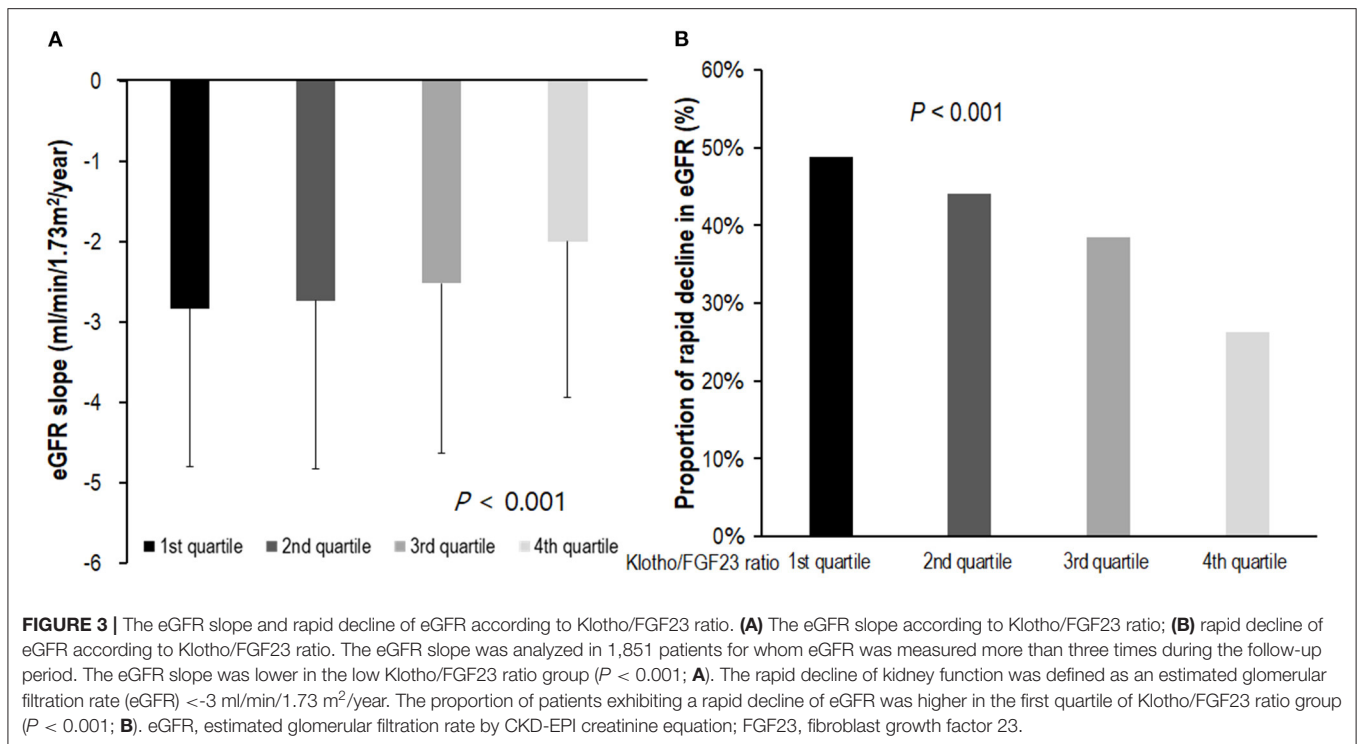 A
0
-1
-2
-3
-4
-5
-6
eGFR slope (ml/min/1.73m²/year)
P < 0.001
1st quartile 2nd quartile 3rd quartile 4th quartile
B
60%
50%
40%
30%
20%
10%
0%
Proportion of rapid decline in eGFR (%)
P < 0.001
Klotho/FGF23 ratio 1st quartile 2nd quartile 3rd quartile 4th quartile
FIGURE 3 | The eGFR slope and rapid decline of eGFR according to Klotho/FGF23 ratio. (A) The eGFR slope according to Klotho/FGF23 ratio; (B) rapid decline of
eGFR according to Klotho/FGF23 ratio. The eGFR slope was analyzed in 1,851 patients for whom eGFR was measured more than three times during the follow-up
period. The eGFR slope was lower in the low Klotho/FGF23 ratio group (P < 0.001; A). The rapid decline of kidney function was defined as an estimated glomerular
filtration rate (eGFR) <-3 ml/min/1.73 m²/year. The proportion of patients exhibiting a rapid decline of eGFR was higher in the first quartile of Klotho/FGF23 ratio group
(P < 0.001; B). eGFR, estimated glomerular filtration rate by CKD-EPI creatinine equation; FGF23, fibroblast growth factor 23.